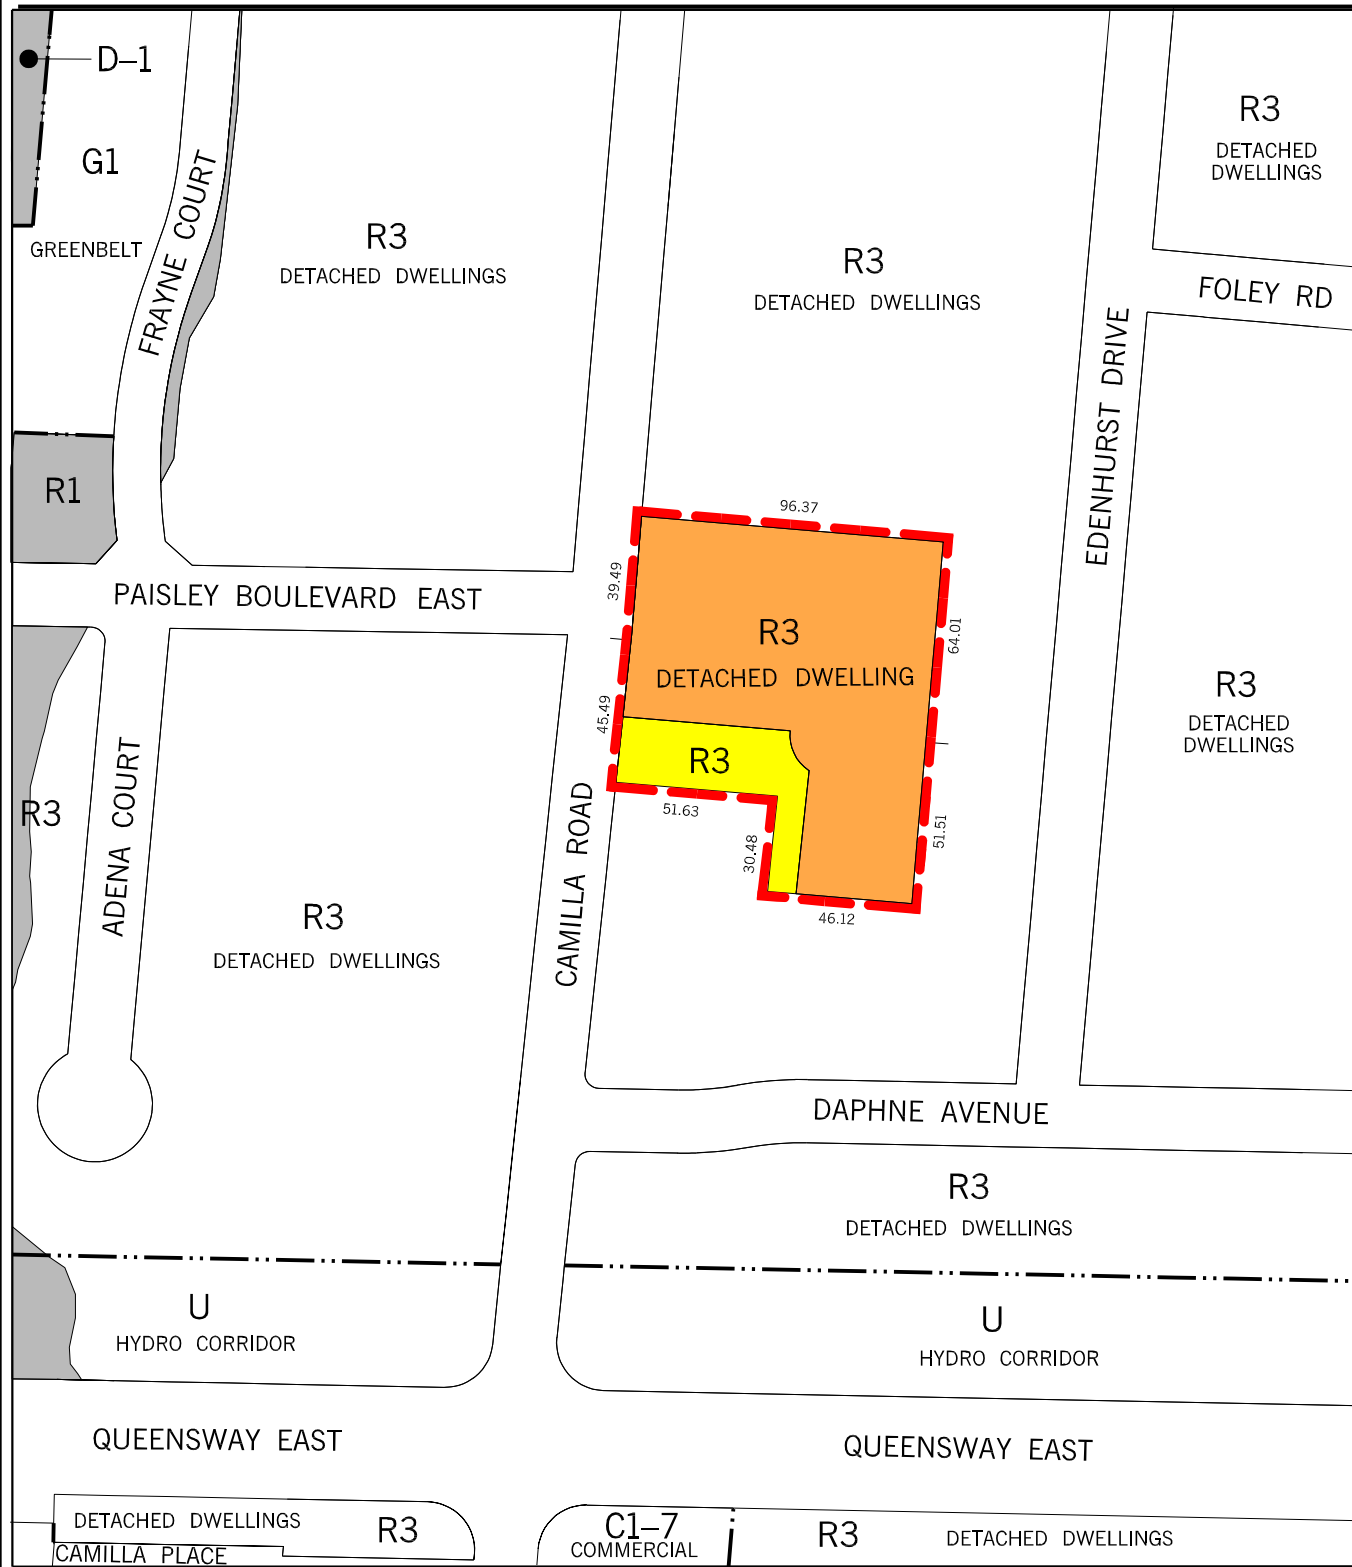 D–1
G1
GREENBELT
FRAYNE COURT
R3
DETACHED DWELLINGS
R3
DETACHED DWELLINGS
R3
DETACHED
DWELLINGS
FOLEY RD
EDENHURST DRIVE
R1
PAISLEY BOULEVARD EAST
96.37
39.49
64.01
45.49
R3
DETACHED DWELLING
R3
51.63
30.48
51.51
46.12
R3
DETACHED
DWELLINGS
R3
ADENA COURT
CAMILLA ROAD
R3
DETACHED DWELLINGS
DAPHNE AVENUE
R3
DETACHED DWELLINGS
U
HYDRO CORRIDOR
U
HYDRO CORRIDOR
QUEENSWAY EAST
QUEENSWAY EAST
DETACHED DWELLINGS
R3
CAMILLA PLACE
C1–7
COMMERCIAL
R3
DETACHED DWELLINGS